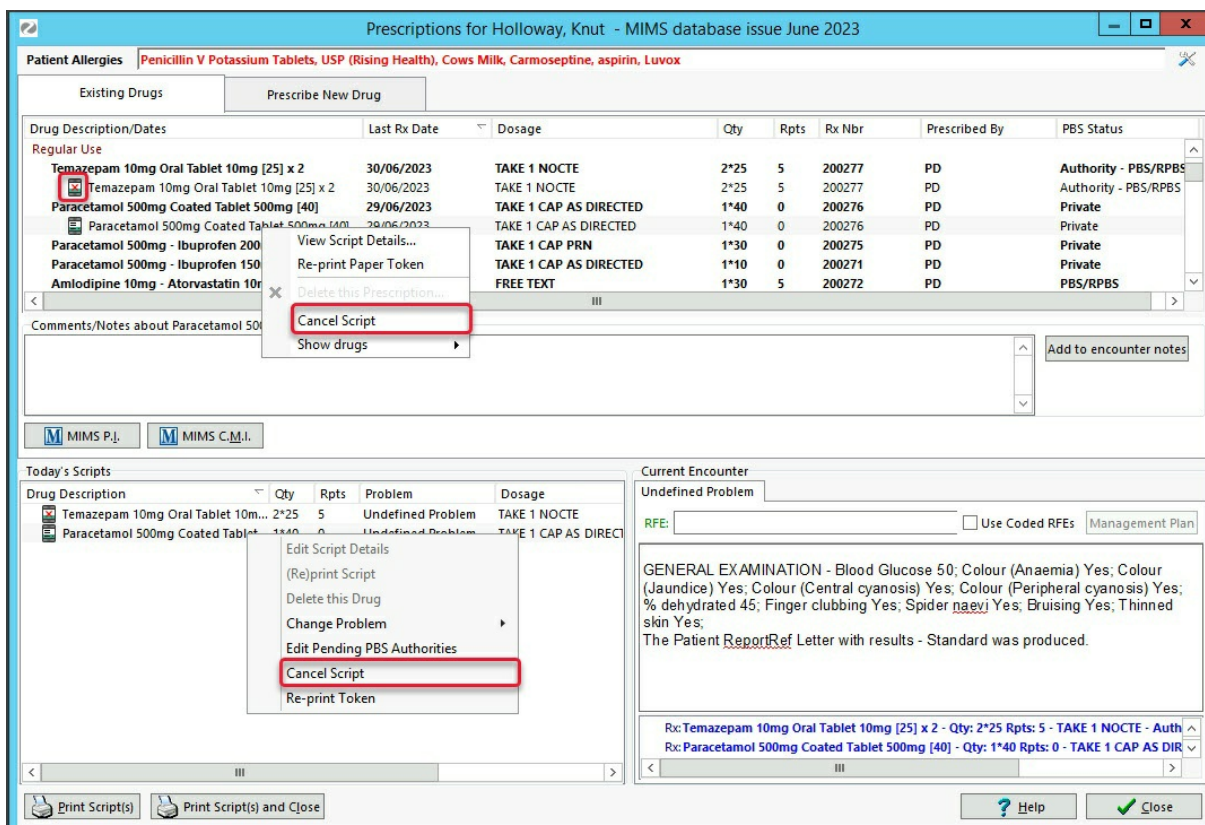 Prescriptions for Holloway, Knut - MIMS database issue June 2023
Patient Allergies Penicillin V Potassium Tablets, USP (Rising Health), Cows Milk, Carmoseptine, aspirin, Luvox
Existing Drugs Prescribe New Drug
Drug Description/Dates Last Rx Date Dosage Qty Rpts Rx Nbr Prescribed By PBS Status
Regular Use
Temazepam 10mg Oral Tablet 10mg [25] x 2 30/06/2023 TAKE 1 NOCTE 2*25 5 200277 PD Authority - PBS/RPBS
Temazepam 10mg Oral Tablet 10mg [25] x 2 30/06/2023 TAKE 1 NOCTE 2*25 5 200277 PD Authority - PBS/RPBS
Paracetamol 500mg Coated Tablet 500mg [40] 29/06/2023 TAKE 1 CAP AS DIRECTED 1*40 0 200276 PD Private
Paracetamol 500mg Coated Tablet 500mg [40] 29/06/2023 TAKE 1 CAP AS DIRECTED 1*40 0 200276 PD Private
Paracetamol 500mg - Ibuprofen 200 TAKE 1 CAP PRN 1*30 0 200275 PD Private
Paracetamol 500mg - Ibuprofen 150 TAKE 1 CAP AS DIRECTED 1*10 0 200271 PD Private
Amlodipine 10mg - Atorvastatin 10 FREE TEXT 1*30 5 200272 PD PBS/RPBS
View Script Details...
Re-print Paper Token
Delete this Prescription...
Cancel Script
Show drugs
Comments/Notes about Paracetamol 50
Add to encounter notes
MIMS P.I. MIMS C.M.I.
Today's Scripts
Drug Description Qty Rpts Problem Dosage
Temazepam 10mg Oral Tablet 10m... 2*25 5 Undefined Problem TAKE 1 NOCTE
Paracetamol 500mg Coated Tablet 1*40 0 Undefined Problem TAKE 1 CAP AS DIRECT
Edit Script Details
(Re)print Script
Delete this Drug
Change Problem
Edit Pending PBS Authorities
Cancel Script
Re-print Token
Current Encounter
Undefined Problem
RFE: Use Coded RFEs Management Plan
GENERAL EXAMINATION - Blood Glucose 50; Colour (Anaemia) Yes; Colour
(Jaundice) Yes; Colour (Central cyanosis) Yes; Colour (Peripheral cyanosis) Yes;
% dehydrated 45; Finger clubbing Yes; Spider naevi Yes; Bruising Yes; Thinned
skin Yes;
The Patient ReportRef Letter with results - Standard was produced.
Rx: Temazepam 10mg Oral Tablet 10mg [25] x 2 - Qty: 2*25 Rpts: 5 - TAKE 1 NOCTE - Auth
Rx: Paracetamol 500mg Coated Tablet 500mg [40] - Qty: 1*40 Rpts: 0 - TAKE 1 CAP AS DIR
Print Script(s) Print Script(s) and Close Help Close